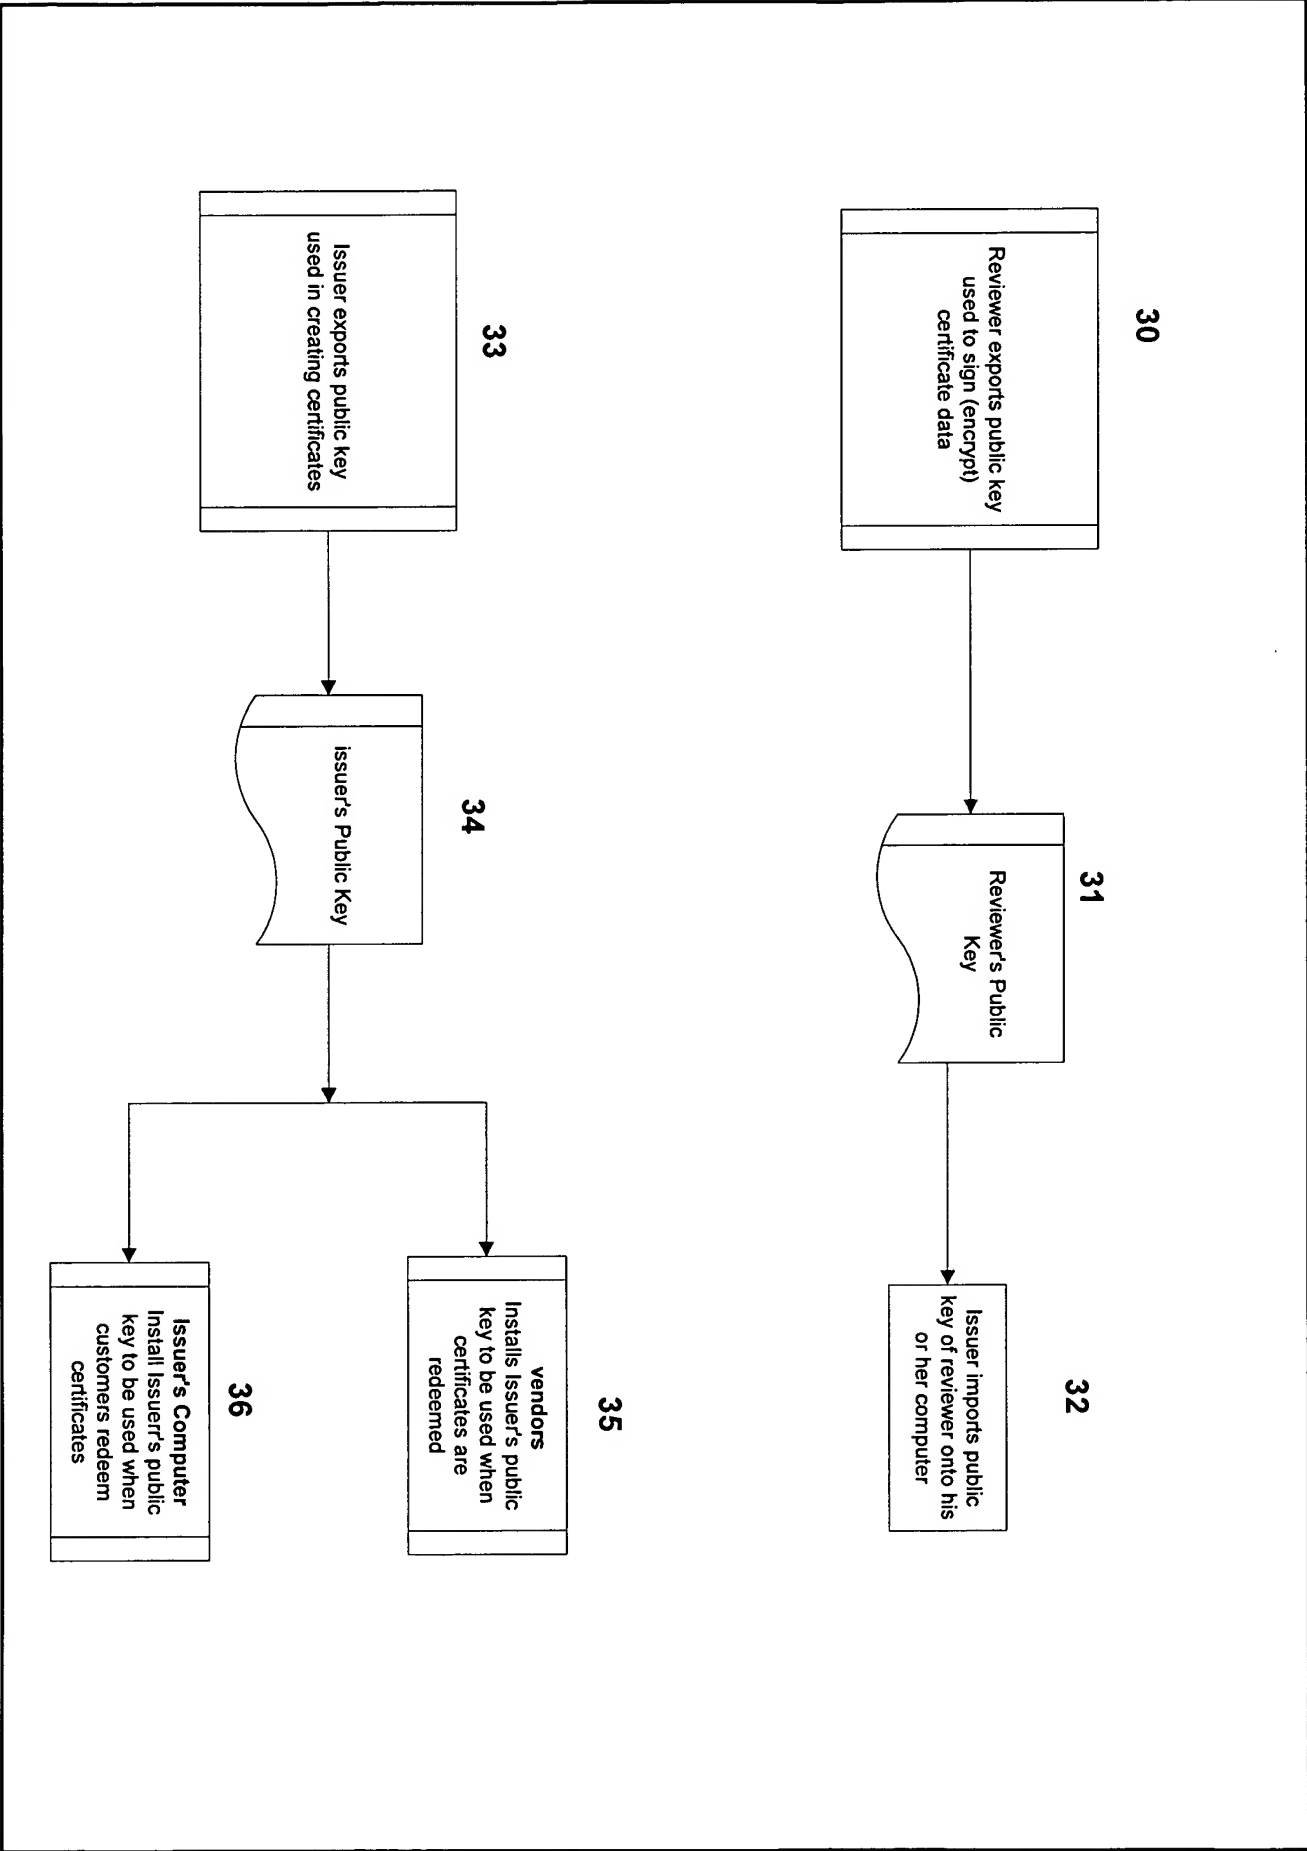 30
Reviewer exports public key
used to sign (encrypt)
certificate data
31
Reviewer's Public
Key
32
Issuer imports public
key of reviewer onto his
or her computer
33
Issuer exports public key
used in creating certificates
34
issuer's Public Key
35
vendors
Installs Issuer's public
key to be used when
certificates are
redeemed
36
Issuer's Computer
Install Issuerr's public
key to be used when
customers redeem
certificates